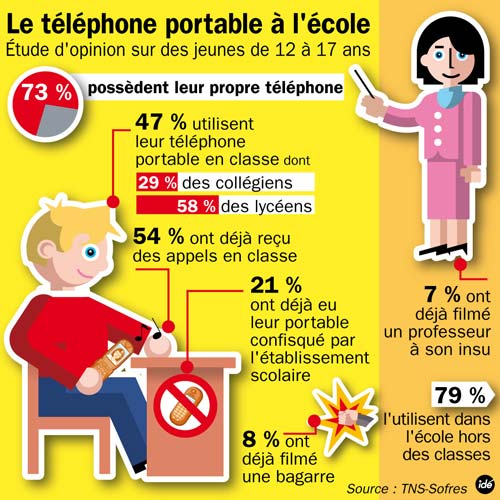 Le téléphone portable à l'école
Étude d'opinion sur des jeunes de 12 à 17 ans
73 %
possèdent leur propre téléphone
47 % utilisent
leur téléphone
portable en classe dont
29 % des collégiens
58 % des lycéens
54 % ont déjà reçu
des appels en classe
21 %
ont déjà eu
leur portable
confisqué par
l'établissement
scolaire
7 % ont
déjà filmé
un professeur
à son insu
8 % ont
déjà filmé
une bagarre
79 %
l'utilisent dans
l'école hors
des classes
Source : TNS-Sofres
idé